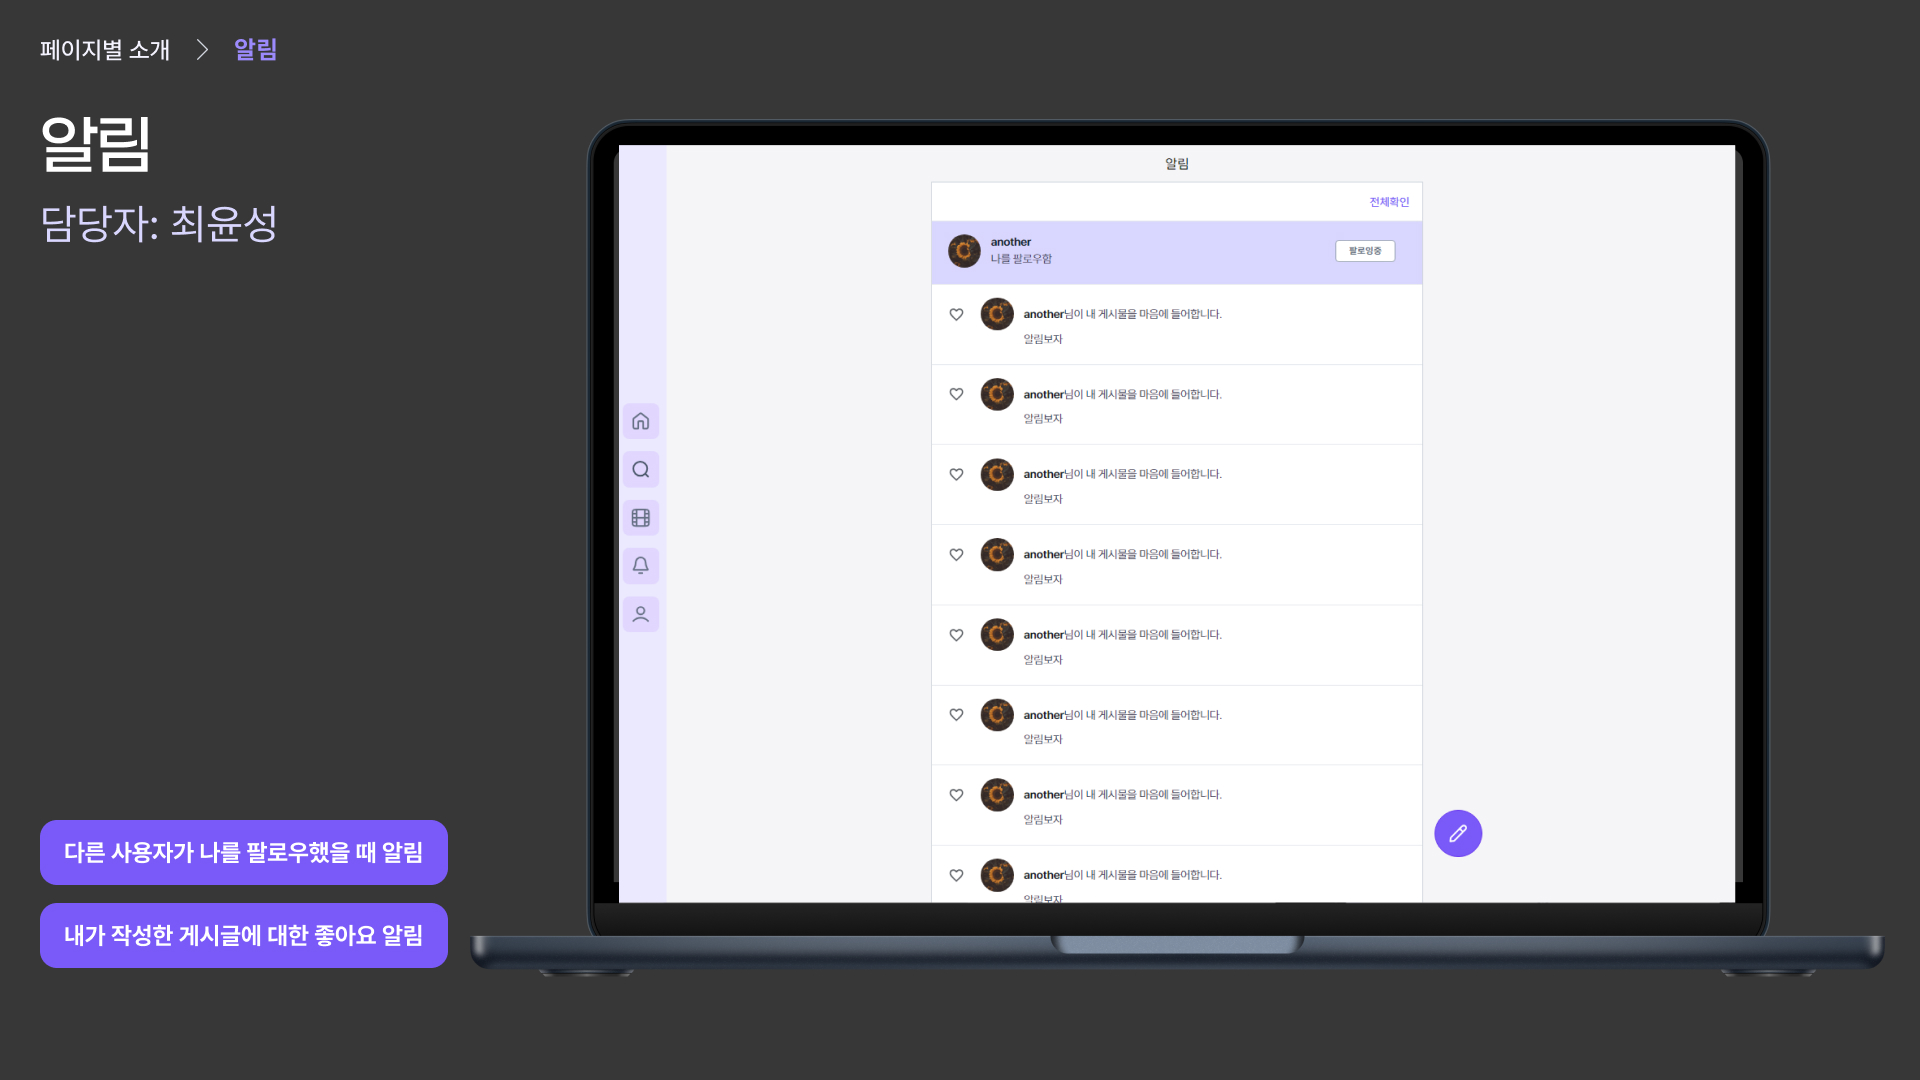 페이지별 소개 > 알림
알림
담당자: 최윤성
알림
전체확인
another
나를 팔로우함
팔로잉중
another님이 내 게시물을 마음에 들어합니다.
알림보자
another님이 내 게시물을 마음에 들어합니다.
알림보자
another님이 내 게시물을 마음에 들어합니다.
알림보자
another님이 내 게시물을 마음에 들어합니다.
알림보자
another님이 내 게시물을 마음에 들어합니다.
알림보자
another님이 내 게시물을 마음에 들어합니다.
알림보자
another님이 내 게시물을 마음에 들어합니다.
알림보자
another님이 내 게시물을 마음에 들어합니다.
알림보자
다른 사용자가 나를 팔로우했을 때 알림
내가 작성한 게시글에 대한 좋아요 알림